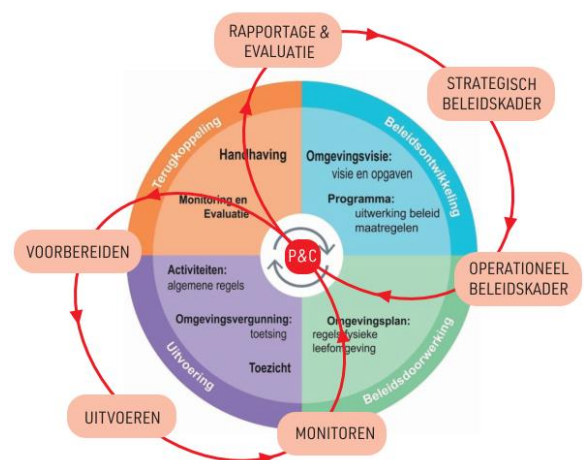 RAPPORTAGE &
EVALUATIE
STRATEGISCH
BELEIDSKADER
Terugkoppeling
Beleidsontwikkeling
Handhaving
Omgevingsvisie:
visie en opgaven
Monitoring en
Evaluatie
Programma:
uitwerking beleid
maatregelen
VOORBEREIDEN
P&C
OPERATIONEEL
BELEIDSKADER
Activiteiten:
algemene regels
Omgevingsvergunning:
toetsing
Omgevingsplan:
regels fysieke
leefomgeving
Toezicht
Uitvoering
Beleidsdoorwerking
UITVOEREN
MONITOREN